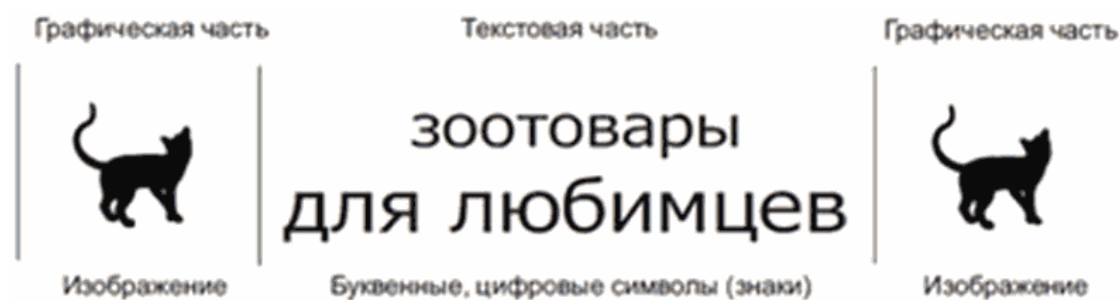 Графическая часть Текстовая часть Графическая часть
зоотовары
для любимцев
Изображение Буквенные, цифровые символы (знаки) Изображение